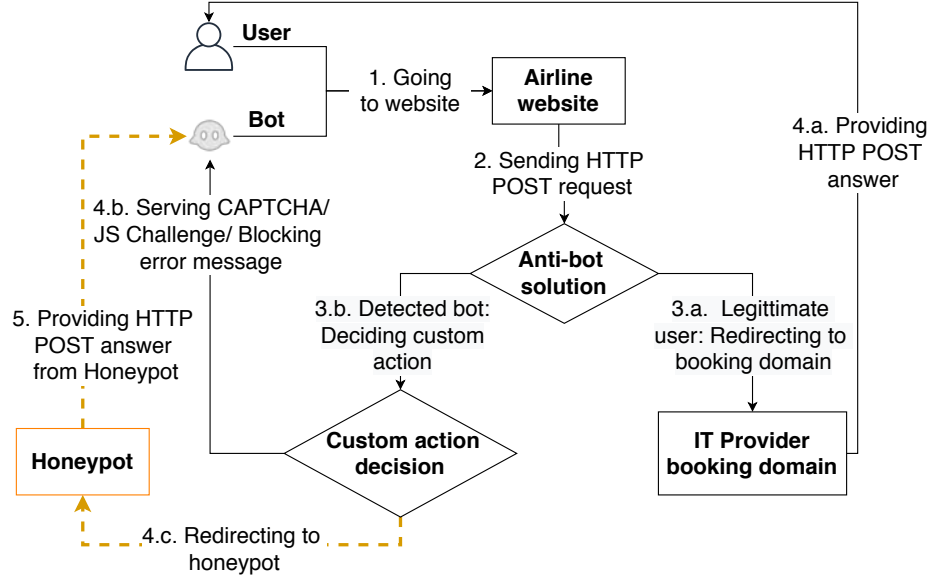 User
Bot
1. Going
to website
Airline
website
4.a. Providing
HTTP POST
answer
2. Sending HTTP
POST request
4.b. Serving CAPTCHA/
JS Challenge/ Blocking
error message
Anti-bot
solution
3.b. Detected bot:
Deciding custom
action
3.a. Legittimate
user: Redirecting to
booking domain
5. Providing HTTP
POST answer
from Honeypot
Honeypot
Custom action
decision
IT Provider
booking domain
4.c. Redirecting to
honeypot